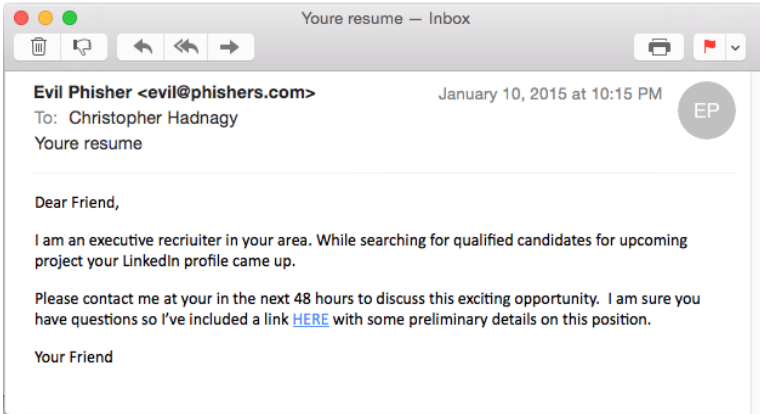 Youre resume — Inbox
Evil Phisher <evil@phishers.com>
January 10, 2015 at 10:15 PM
EP
To: Christopher Hadnagy
Youre resume
Dear Friend,
I am an executive recriuiter in your area. While searching for qualified candidates for upcoming
project your LinkedIn profile came up.
Please contact me at your in the next 48 hours to discuss this exciting opportunity.  I am sure you
have questions so I've included a link HERE with some preliminary details on this position.
Your Friend